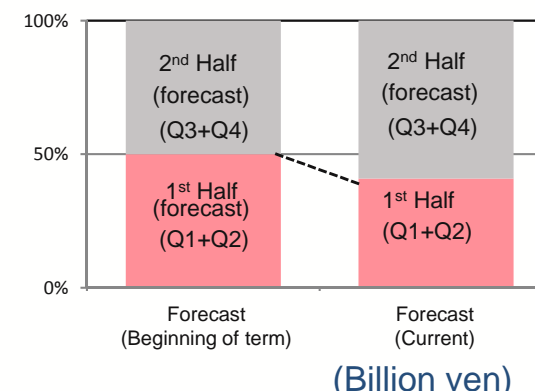 100%
50%
0%
2nd Half
(forecast)
(Q3+Q4)
1st Half
(forecast)
(Q1+Q2)
2nd Half
(forecast)
(Q3+Q4)
1st Half
(Q1+Q2)
Forecast
(Beginning of term)
Forecast
(Current)
(Billion yen)